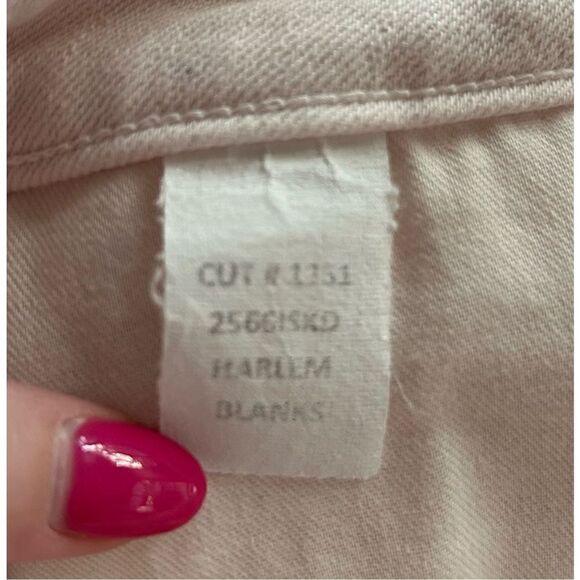 CUT # 1151
2566ISKD
HARLEM
BLANKS